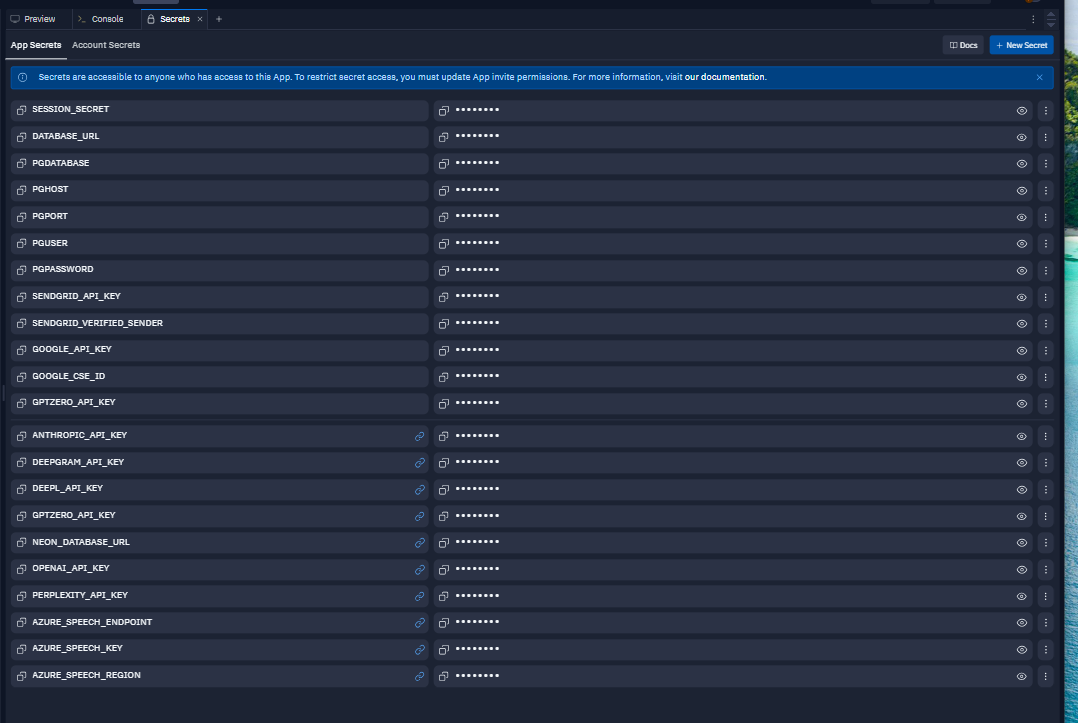 Preview
Console
Secrets
App Secrets
Account Secrets
Docs
New Secret
Secrets are accessible to anyone who has access to this App. To restrict secret access, you must update App invite permissions. For more information, visit our documentation.
SESSION_SECRET ••••••••
DATABASE_URL ••••••••
PGDATABASE ••••••••
PGHOST ••••••••
PGPORT ••••••••
PGUSER ••••••••
PGPASSWORD ••••••••
SENDGRID_API_KEY ••••••••
SENDGRID_VERIFIED_SENDER ••••••••
GOOGLE_API_KEY ••••••••
GOOGLE_CSE_ID ••••••••
GPTZERO_API_KEY ••••••••
ANTHROPIC_API_KEY ••••••••
DEEPGRAM_API_KEY ••••••••
DEEPL_API_KEY ••••••••
GPTZERO_API_KEY ••••••••
NEON_DATABASE_URL ••••••••
OPENAI_API_KEY ••••••••
PERPLEXITY_API_KEY ••••••••
AZURE_SPEECH_ENDPOINT ••••••••
AZURE_SPEECH_KEY ••••••••
AZURE_SPEECH_REGION ••••••••